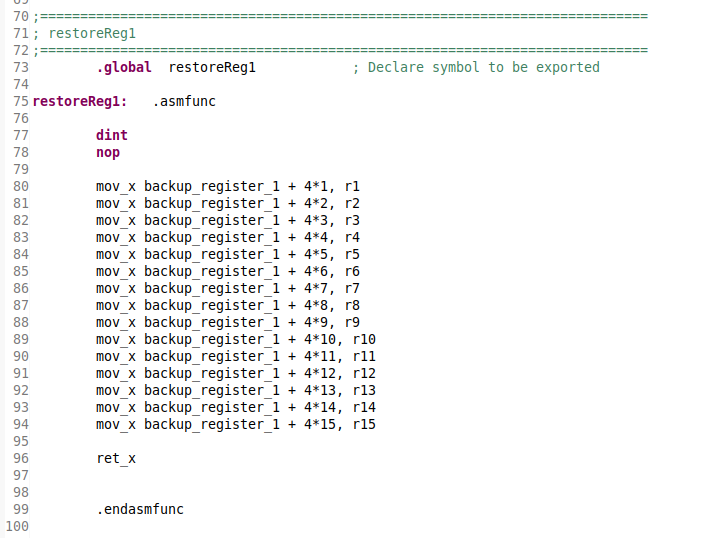 70 ;============================================================================
71 ; restoreReg1
72 ;============================================================================
73         .global  restoreReg1            ; Declare symbol to be exported
74
75 restoreReg1:   .asmfunc
76
77         dint
78         nop
79
80         mov_x backup_register_1 + 4*1, r1
81         mov_x backup_register_1 + 4*2, r2
82         mov_x backup_register_1 + 4*3, r3
83         mov_x backup_register_1 + 4*4, r4
84         mov_x backup_register_1 + 4*5, r5
85         mov_x backup_register_1 + 4*6, r6
86         mov_x backup_register_1 + 4*7, r7
87         mov_x backup_register_1 + 4*8, r8
88         mov_x backup_register_1 + 4*9, r9
89         mov_x backup_register_1 + 4*10, r10
90         mov_x backup_register_1 + 4*11, r11
91         mov_x backup_register_1 + 4*12, r12
92         mov_x backup_register_1 + 4*13, r13
93         mov_x backup_register_1 + 4*14, r14
94         mov_x backup_register_1 + 4*15, r15
95
96         ret_x
97
98
99         .endasmfunc
100